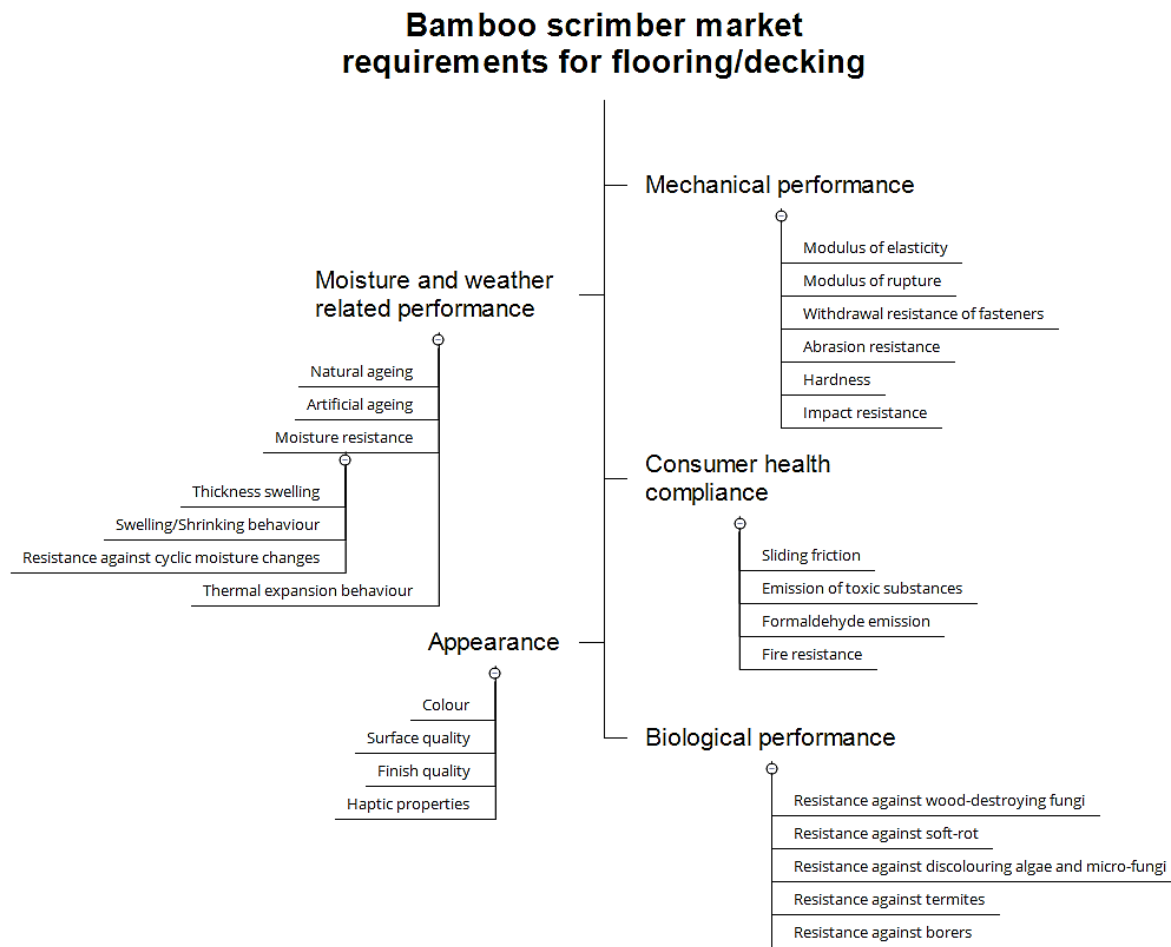 Bamboo scrimber market
requirements for flooring/decking
Mechanical performance
Modulus of elasticity
Modulus of rupture
Withdrawal resistance of fasteners
Abrasion resistance
Hardness
Impact resistance
Moisture and weather
related performance
Natural ageing
Artificial ageing
Moisture resistance
Thickness swelling
Swelling/Shrinking behaviour
Resistance against cyclic moisture changes
Thermal expansion behaviour
Consumer health
compliance
Sliding friction
Emission of toxic substances
Formaldehyde emission
Fire resistance
Appearance
Colour
Surface quality
Finish quality
Haptic properties
Biological performance
Resistance against wood-destroying fungi
Resistance against soft-rot
Resistance against discolouring algae and micro-fungi
Resistance against termites
Resistance against borers